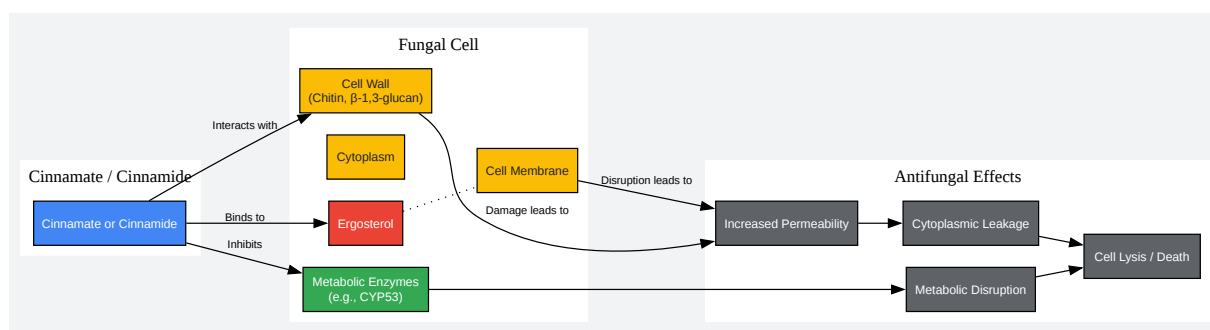 Fungal Cell
Cell Wall
(Chitin, β-1,3-glucan)
Interacts with
Cytoplasm
Cell Membrane
Cinnamate / Cinnamide
Disruption leads to
Antifungal Effects
Cinnamate or Cinnamide
Binds to
Ergosterol
Damage leads to
Increased Permeability
Cytoplasmic Leakage
Inhibits
Cell Lysis / Death
Metabolic Enzymes
(e.g., CYP53)
Metabolic Disruption